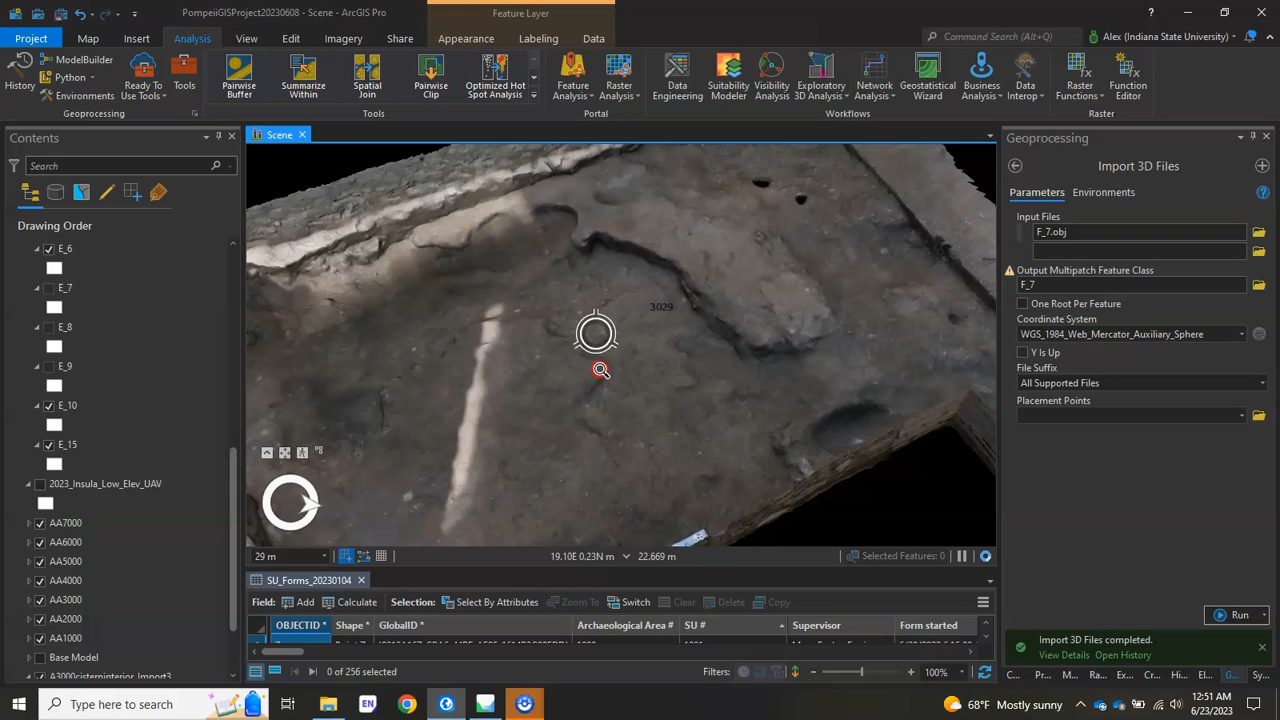 PompeiiGISProject20230608 - Scene - ArcGIS Pro
Feature Layer
Project Map Insert Analysis View Edit Imagery Share Appearance Labeling Data
Command Search (Alt+Q)
Alex (Indiana State University)
History
ModelBuilder
Python
Environments
Ready To Use Tools
Tools
Pairwise Buffer
Summarize Within
Spatial Join
Pairwise Clip
Optimized Hot Spot Analysis
Feature Analysis
Raster Analysis
Data Engineering
Suitability Modeler
Visibility Analysis
Exploratory 3D Analysis
Network Analysis
Geostatistical Wizard
Business Analysis
Data Interop
Raster Functions
Function Editor
Geoprocessing Tools Portal Workflows Raster
Contents
Search
Drawing Order
E_6
E_7
E_8
E_9
E_10
E_15
2023_Insula_Low_Elev_UAV
AA7000
AA6000
AA5000
AA4000
AA3000
AA2000
AA1000
Base Model
A3000cisterninterior_Import3
Scene
3029
29 m
19.10E 0.23N m
22.669 m
Selected Features: 0
SU_Forms_20230104
Field: Add Calculate Selection: Select By Attributes Zoom To Switch Clear Delete Copy
OBJECTID * Shape * GlobalID * Archaeological Area # SU # Supervisor Form started
0 of 256 selected
Filters:
100%
Geoprocessing
Import 3D Files
Parameters Environments
Input Files
F_7.obj
Output Multipatch Feature Class
F_7
One Root Per Feature
Coordinate System
WGS_1984_Web_Mercator_Auxiliary_Sphere
Y Is Up
File Suffix
All Supported Files
Placement Points
Run
Import 3D Files completed.
View Details Open History
C... Pr... M... Ra... Ex... Cr... Hi... El... L... G... Sy...
Type here to search
EN
68°F Mostly sunny
12:51 AM
6/23/2023